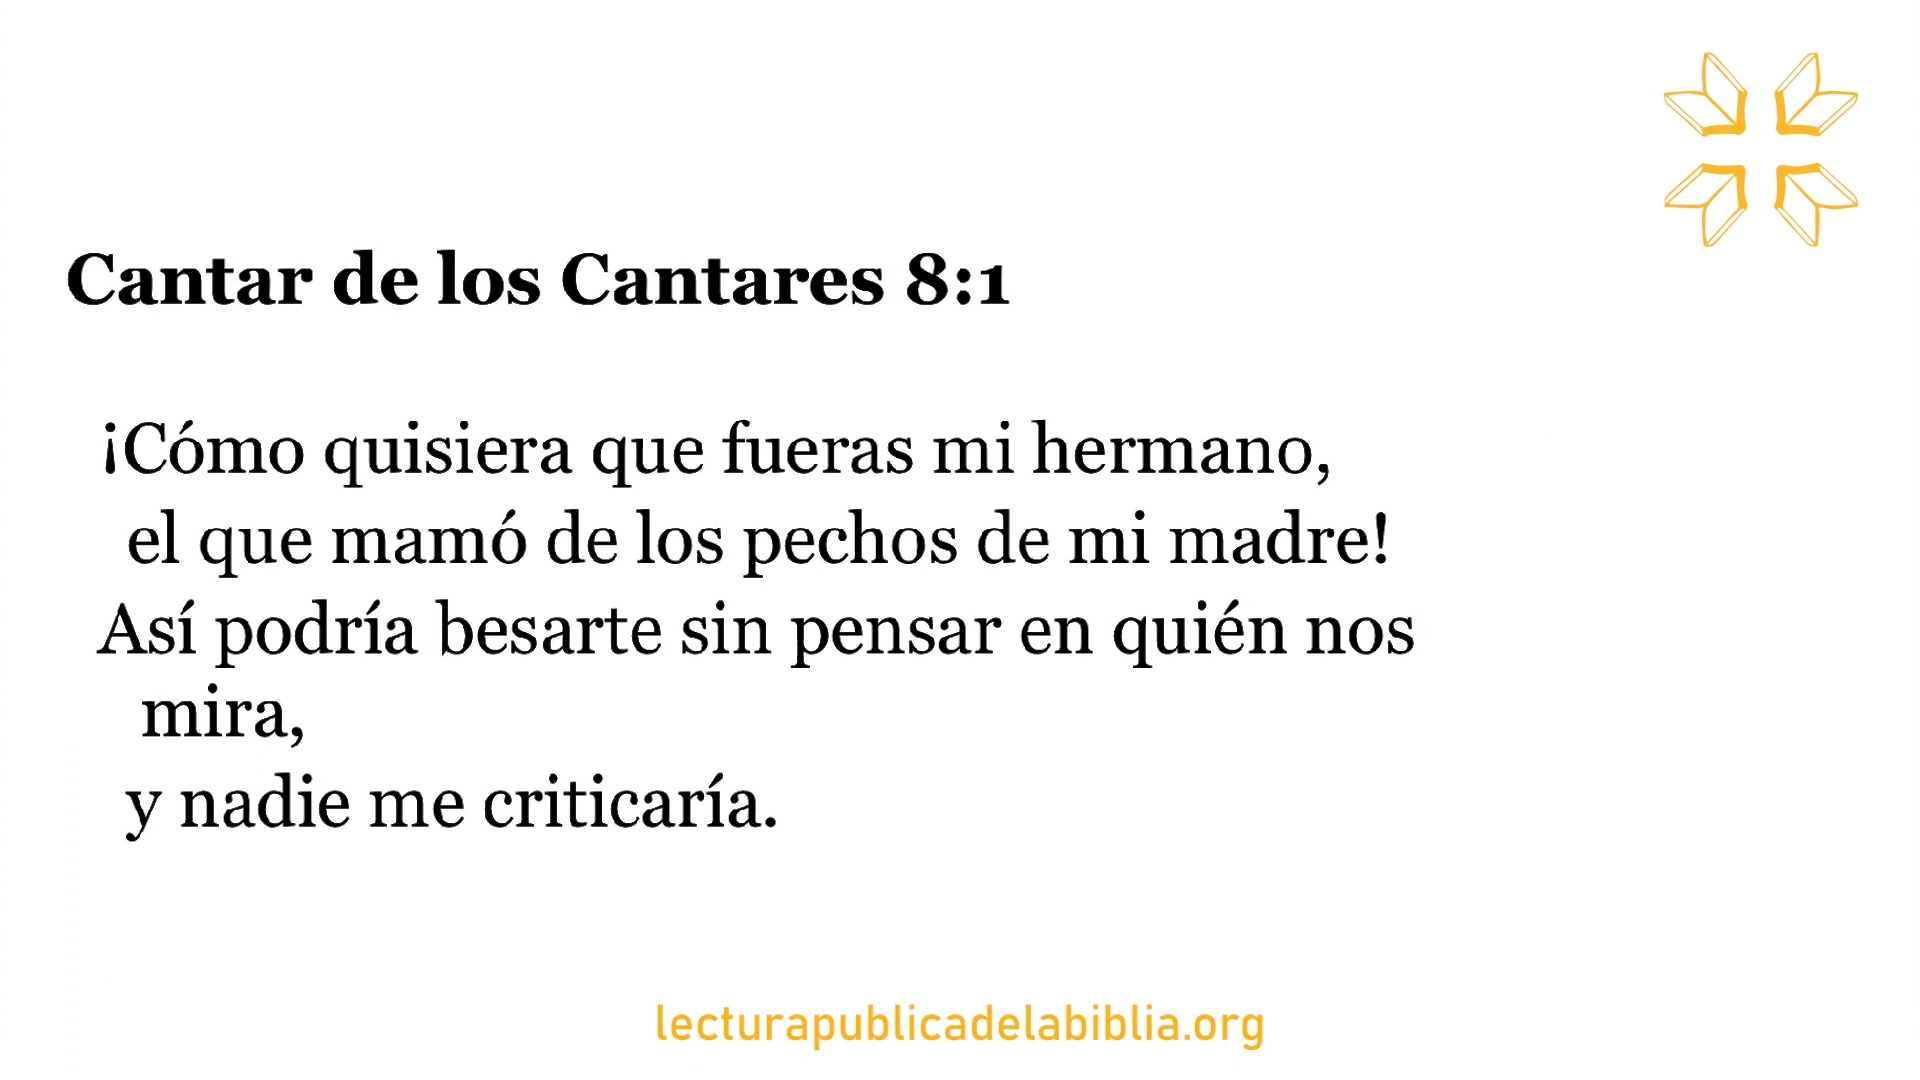 Cantar de los Cantares 8:1
¡Cómo quisiera que fueras mi hermano,
el que mamó de los pechos de mi madre!
Así podría besarte sin pensar en quién nos
mira,
y nadie me criticaría.
lecturapublicadelabiblia.org